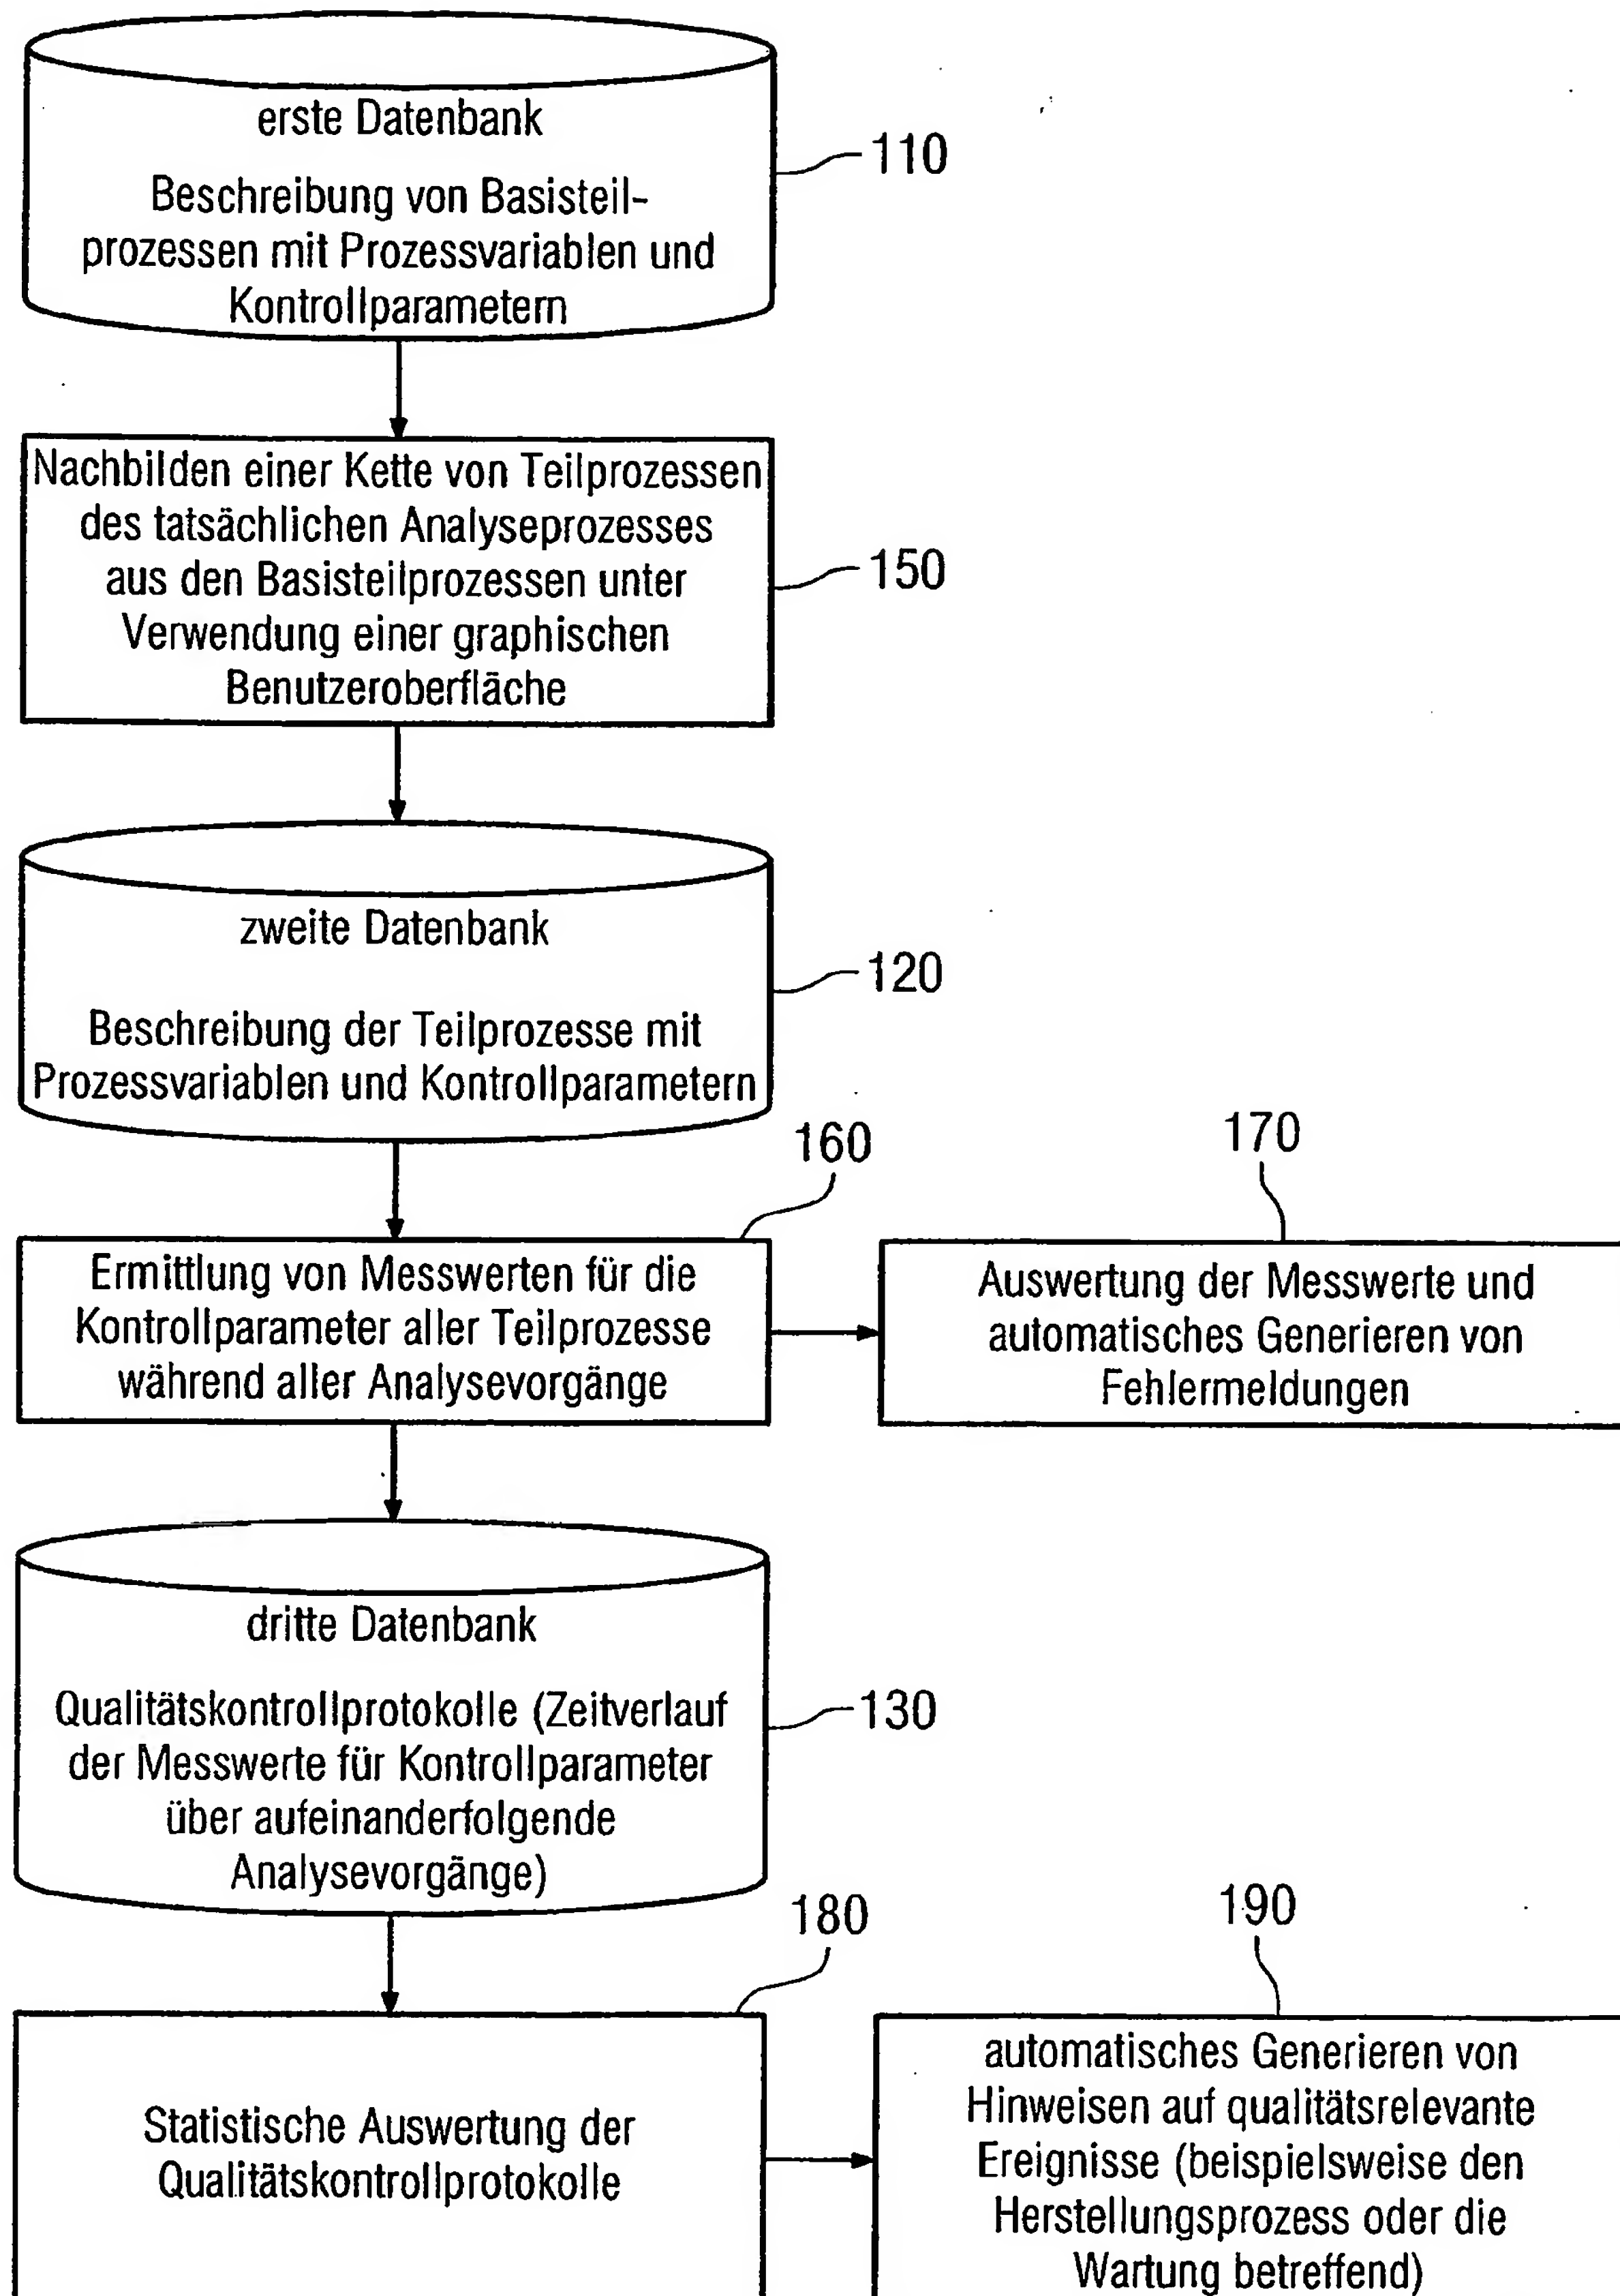 erste Datenbank
Beschreibung von Basisteil-
prozessen mit Prozessvariablen und
Kontrollparametern
110
Nachbilden einer Kette von Teilprozessen
des tatsächlichen Analyseprozesses
aus den Basisteilprozessen unter
Verwendung einer graphischen
Benutzeroberfläche
150
zweite Datenbank
Beschreibung der Teilprozesse mit
Prozessvariablen und Kontrollparametern
120
160
170
Ermittlung von Messwerten für die
Kontrollparameter aller Teilprozesse
während aller Analysevorgänge
Auswertung der Messwerte und
automatisches Generieren von
Fehlermeldungen
dritte Datenbank
Qualitätskontrollprotokolle (Zeitverlauf
der Messwerte für Kontrollparameter
über aufeinanderfolgende
Analysevorgänge)
130
180
190
Statistische Auswertung der
Qualitätskontrollprotokolle
automatisches Generieren von
Hinweisen auf qualitätsrelevante
Ereignisse (beispielsweise den
Herstellungsprozess oder die
Wartung betreffend)